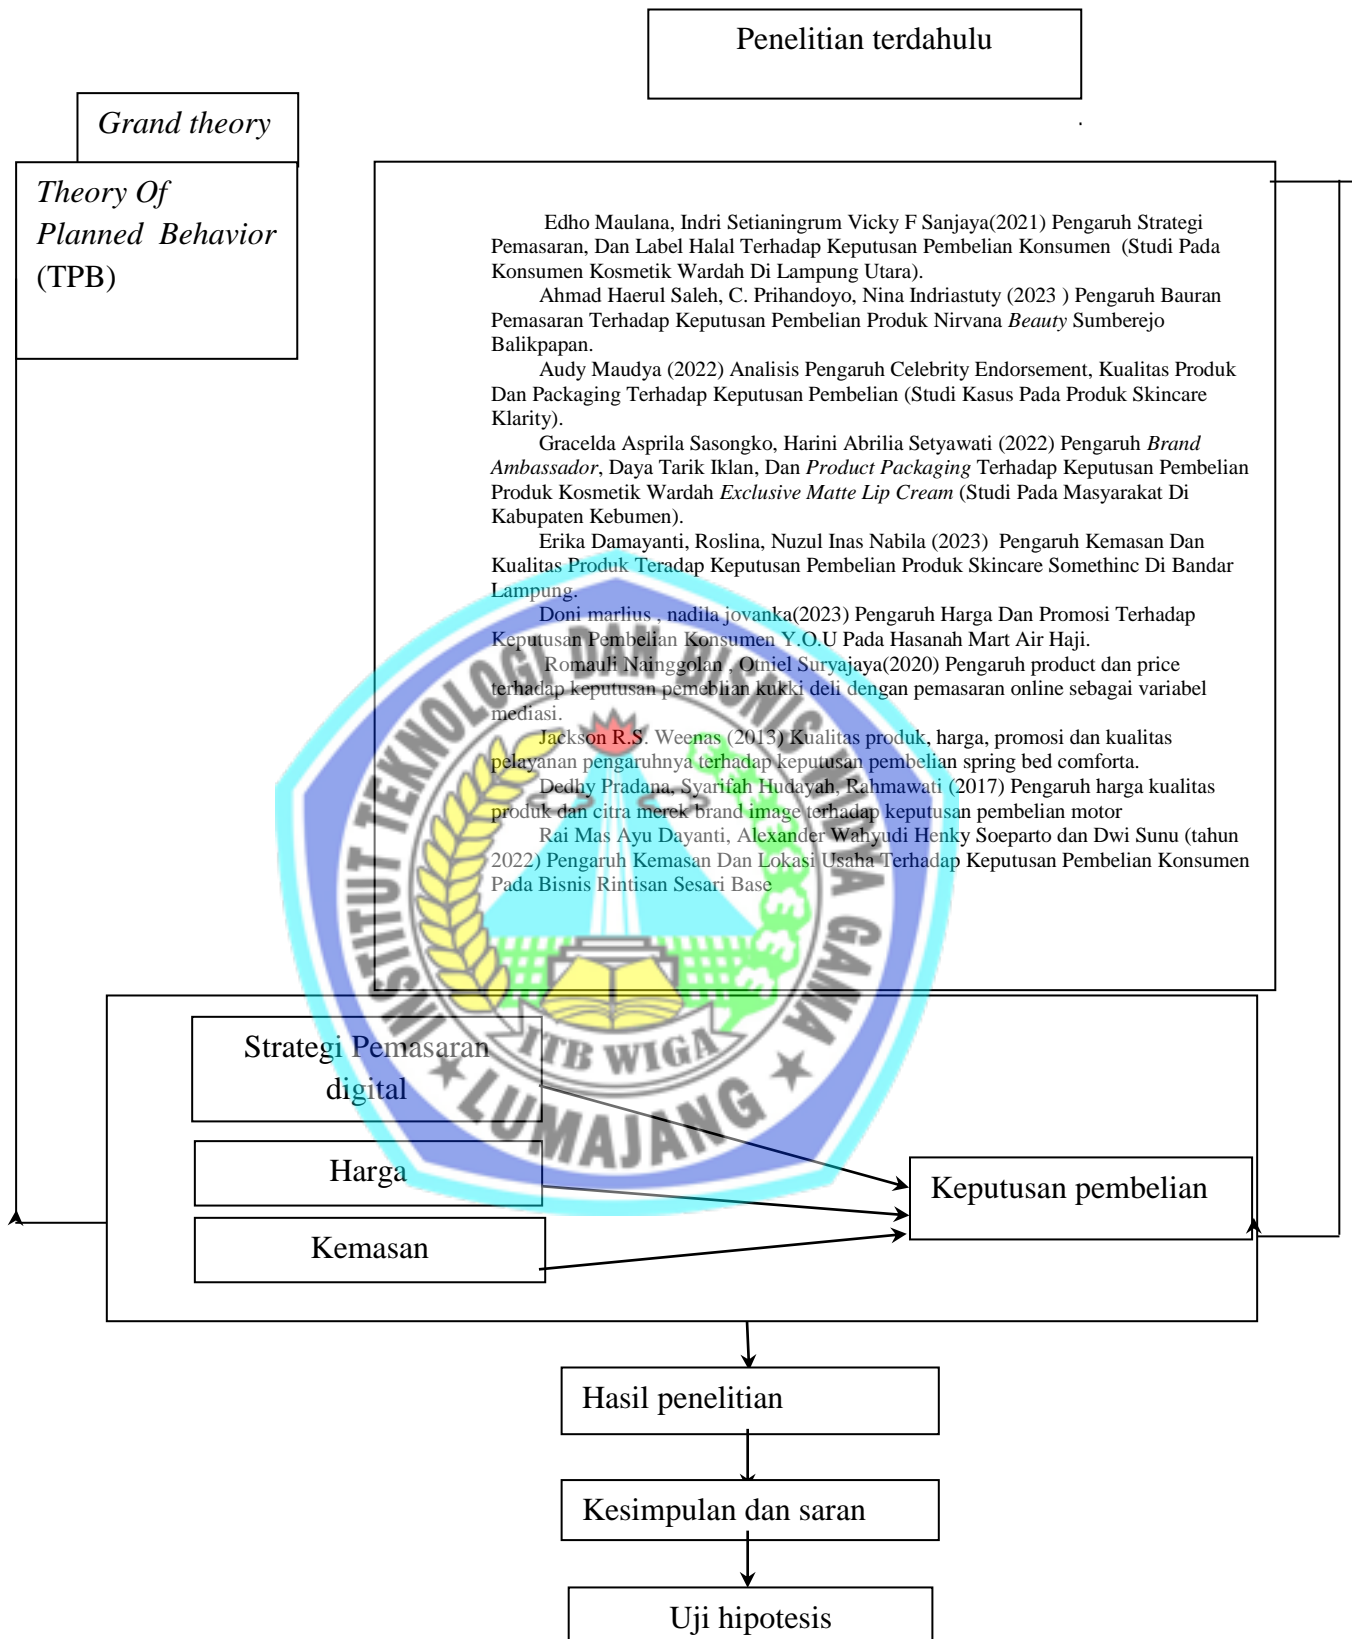 Penelitian terdahulu
Grand theory
.
Theory Of
Planned Behavior
(TPB)
Edho Maulana, Indri Setianingrum Vicky F Sanjaya(2021) Pengaruh Strategi
Pemasaran, Dan Label Halal Terhadap Keputusan Pembelian Konsumen (Studi Pada
Konsumen Kosmetik Wardah Di Lampung Utara).
Ahmad Haerul Saleh, C. Prihandoyo, Nina Indriastuty (2023 ) Pengaruh Bauran
Pemasaran Terhadap Keputusan Pembelian Produk Nirvana Beauty Sumberejo
Balikpapan.
Audy Maudya (2022) Analisis Pengaruh Celebrity Endorsement, Kualitas Produk
Dan Packaging Terhadap Keputusan Pembelian (Studi Kasus Pada Produk Skincare
Klarity).
Gracelda Asprila Sasongko, Harini Abrilia Setyawati (2022) Pengaruh Brand
Ambassador, Daya Tarik Iklan, Dan Product Packaging Terhadap Keputusan Pembelian
Produk Kosmetik Wardah Exclusive Matte Lip Cream (Studi Pada Masyarakat Di
Kabupaten Kebumen).
Erika Damayanti, Roslina, Nuzul Inas Nabila (2023) Pengaruh Kemasan Dan
Kualitas Produk Teradap Keputusan Pembelian Produk Skincare Somethinc Di Bandar
Lampung.
Doni marlius , nadila jovanka(2023) Pengaruh Harga Dan Promosi Terhadap
Keputusan Pembelian Konsumen Y.O.U Pada Hasanah Mart Air Haji.
Romauli Nainggolan , Otniel Suryajaya(2020) Pengaruh product dan price
terhadap keputusan pemeblian kukki deli dengan pemasaran online sebagai variabel
mediasi.
Jackson R.S. Weenas (2013) Kualitas produk, harga, promosi dan kualitas
pelayanan pengaruhnya terhadap keputusan pembelian spring bed comforta.
Dedhy Pradana, Syarifah Hudayah, Rahmawati (2017) Pengaruh harga kualitas
produk dan citra merek brand image terhadap keputusan pembelian motor
Rai Mas Ayu Dayanti, Alexander Wahyudi Henky Soeparto dan Dwi Sunu (tahun
2022) Pengaruh Kemasan Dan Lokasi Usaha Terhadap Keputusan Pembelian Konsumen
Pada Bisnis Rintisan Sesari Base
INSTITUT TEKNOLOGI DAN BISNIS WIDYA GAMA
ITB WIGA
LUMAJANG
Strategi Pemasaran
digital
Harga
Kemasan
Keputusan pembelian
Hasil penelitian
Kesimpulan dan saran
Uji hipotesis